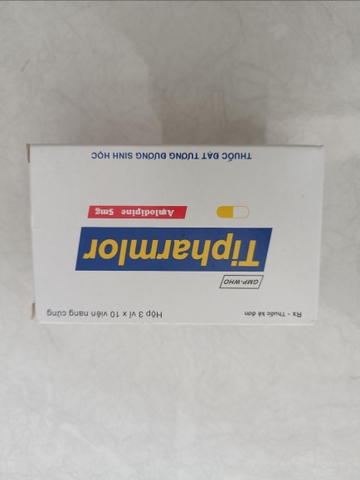 Rx - Thuốc kê đơn
Hộp 3 vỉ x 10 viên nang cứng
GMP-WHO
Tipharmlor
Amlodipine 5mg
THUỐC ĐẠT TƯƠNG ĐƯƠNG SINH HỌC